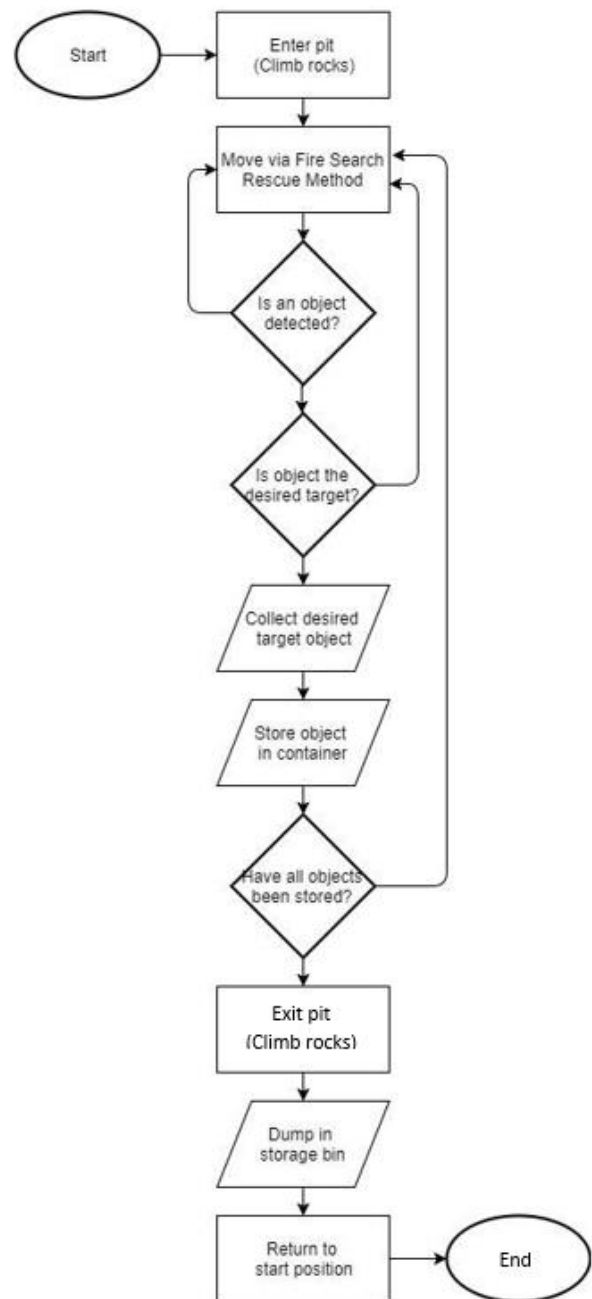 Start
Enter pit
(Climb rocks)
Move via Fire Search
Rescue Method
Is an object
detected?
Is object the
desired target?
Collect desired
target object
Store object
in container
Have all objects
been stored?
Exit pit
(Climb rocks)
Dump in
storage bin
Return to
start position
End